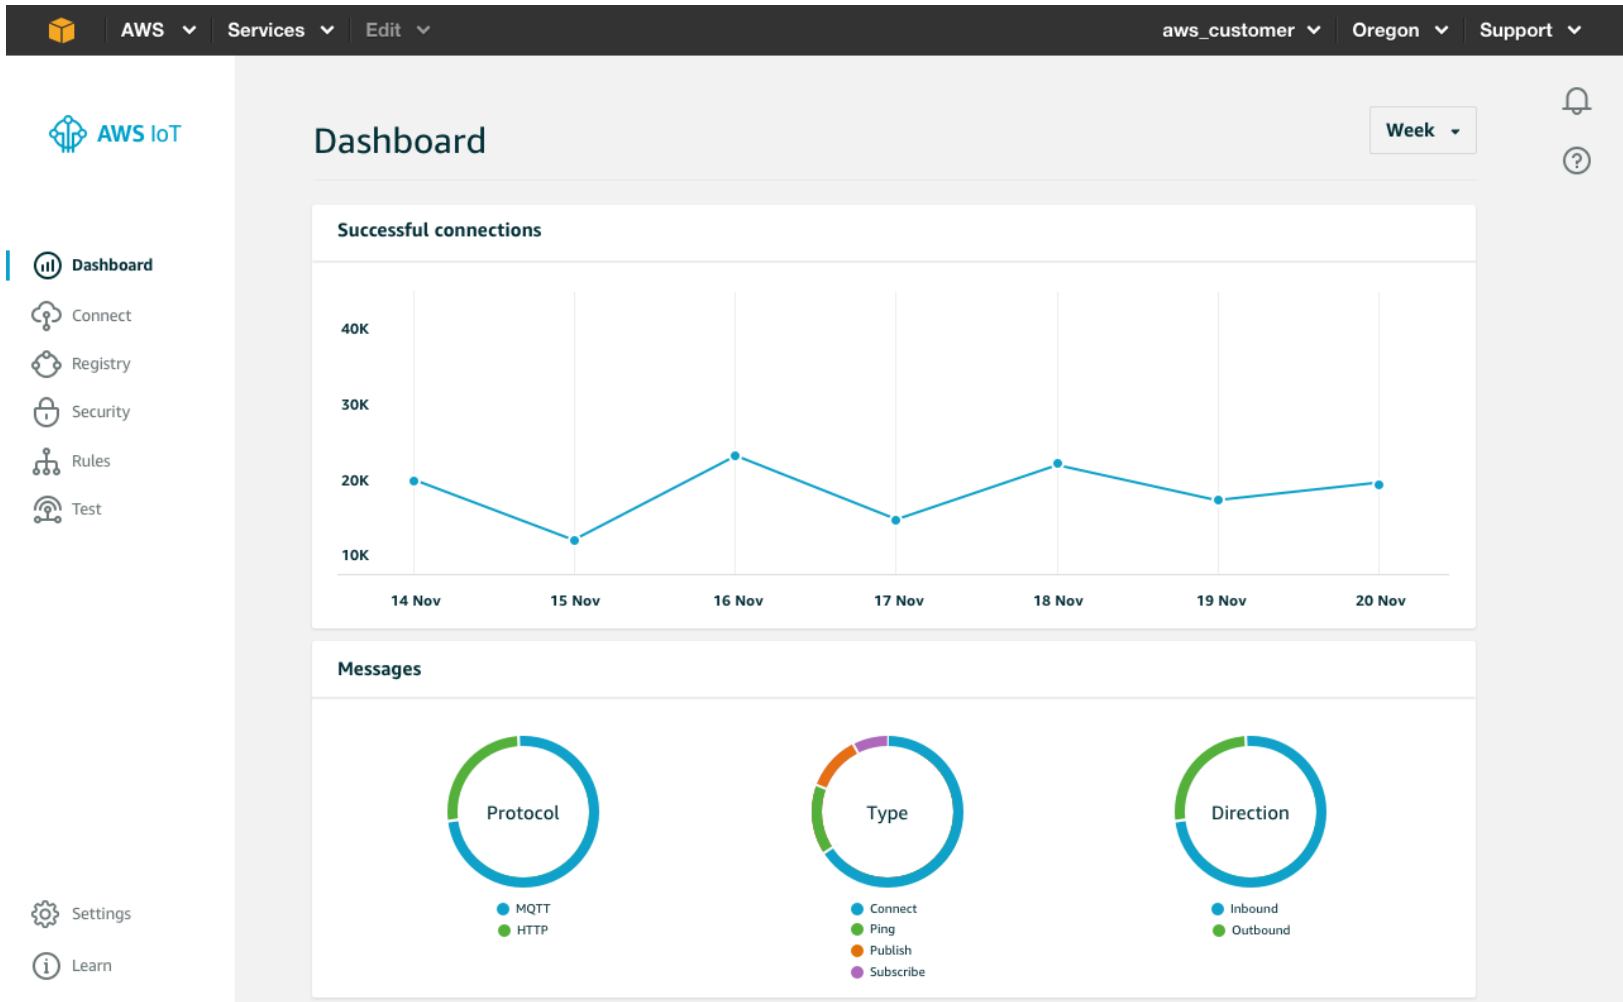 AWS Services Edit aws_customer Oregon Support
AWS IoT
Dashboard
Week
Dashboard
Connect
Registry
Security
Rules
Test
Settings
Learn
Successful connections
40K
30K
20K
10K
14 Nov 15 Nov 16 Nov 17 Nov 18 Nov 19 Nov 20 Nov
Messages
Protocol
MQTT
HTTP
Type
Connect
Ping
Publish
Subscribe
Direction
Inbound
Outbound